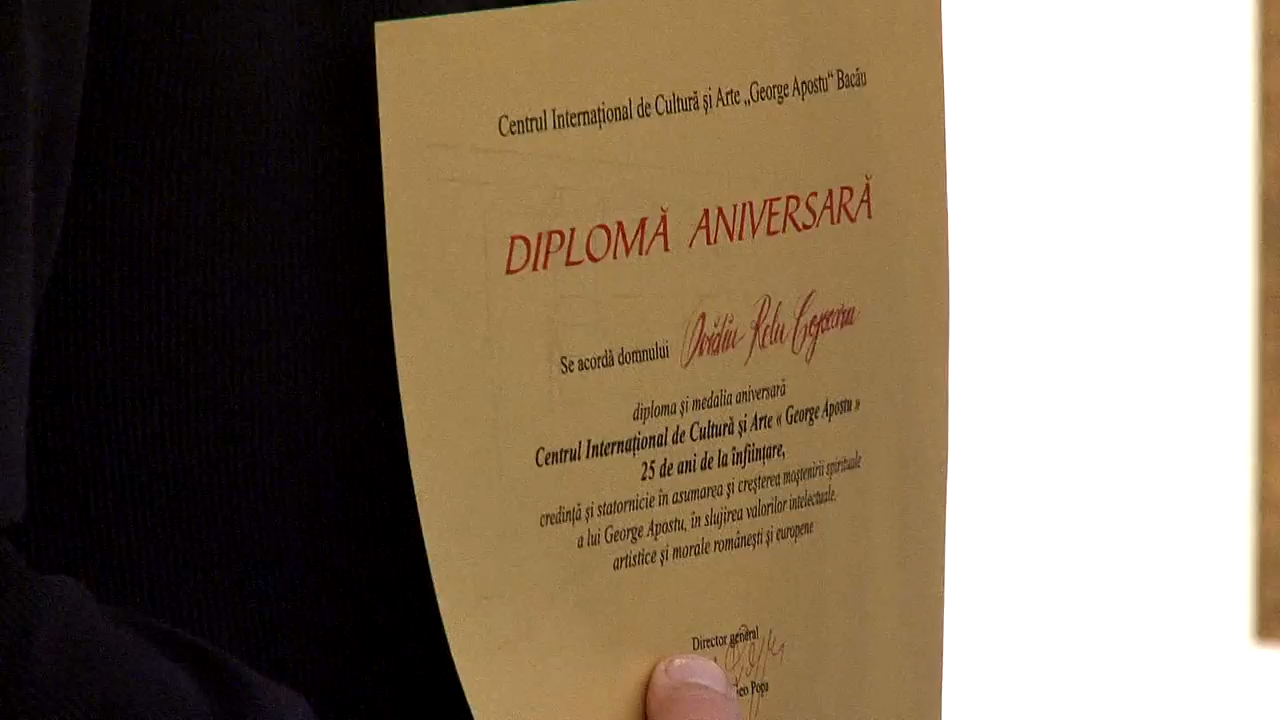 Centrul Internațional de Cultură și Arte „George Apostu“ Bacău
DIPLOMĂ ANIVERSARĂ
Se acordă domnului Ovidiu
diploma și medalia aniversară
Centrul Internațional de Cultură și Arte « George Apostu »
25 de ani de la înființare,
credință și statornicie în asumarea și creșterea moștenirii spirituale
a lui George Apostu, în slujirea valorilor intelectuale,
artistice și morale românești și europene
Director general
Popa